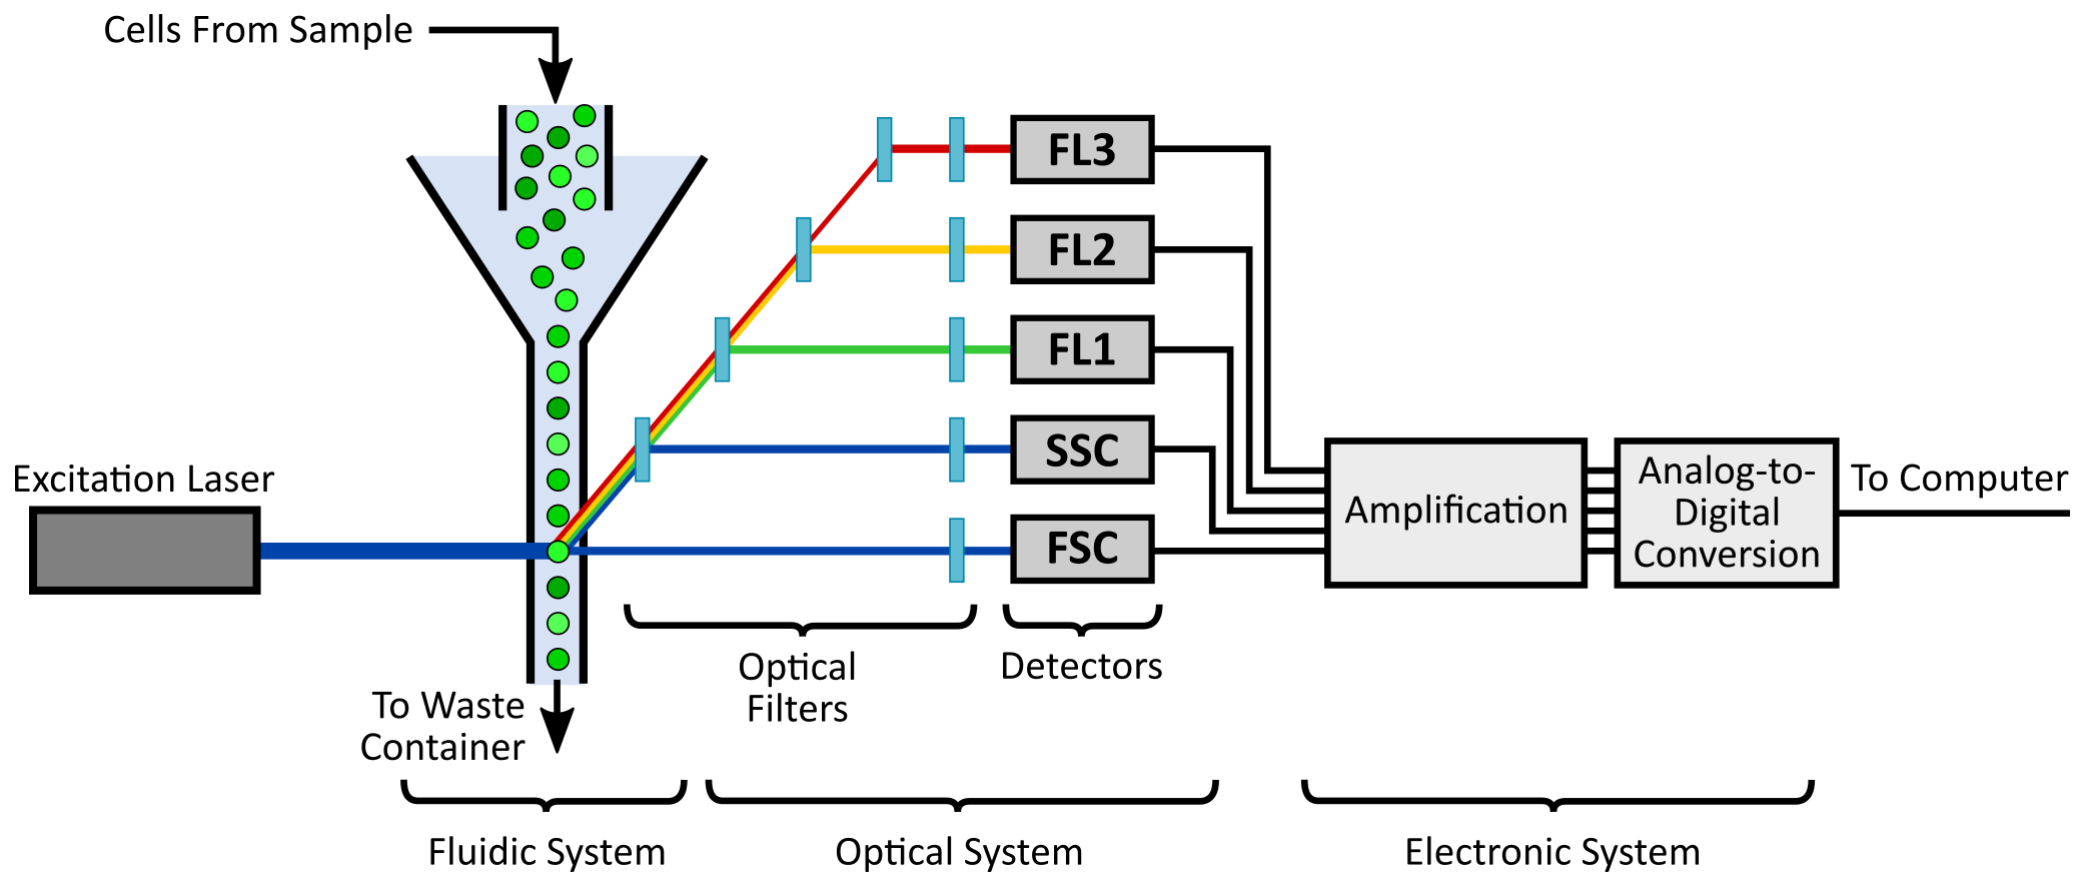 Cells From Sample
FL3
FL2
FL1
SSC
FSC
Excitation Laser
Amplification
Analog-to-
Digital
Conversion
To Computer
Optical
Filters
Detectors
To Waste
Container
Fluidic System
Optical System
Electronic System